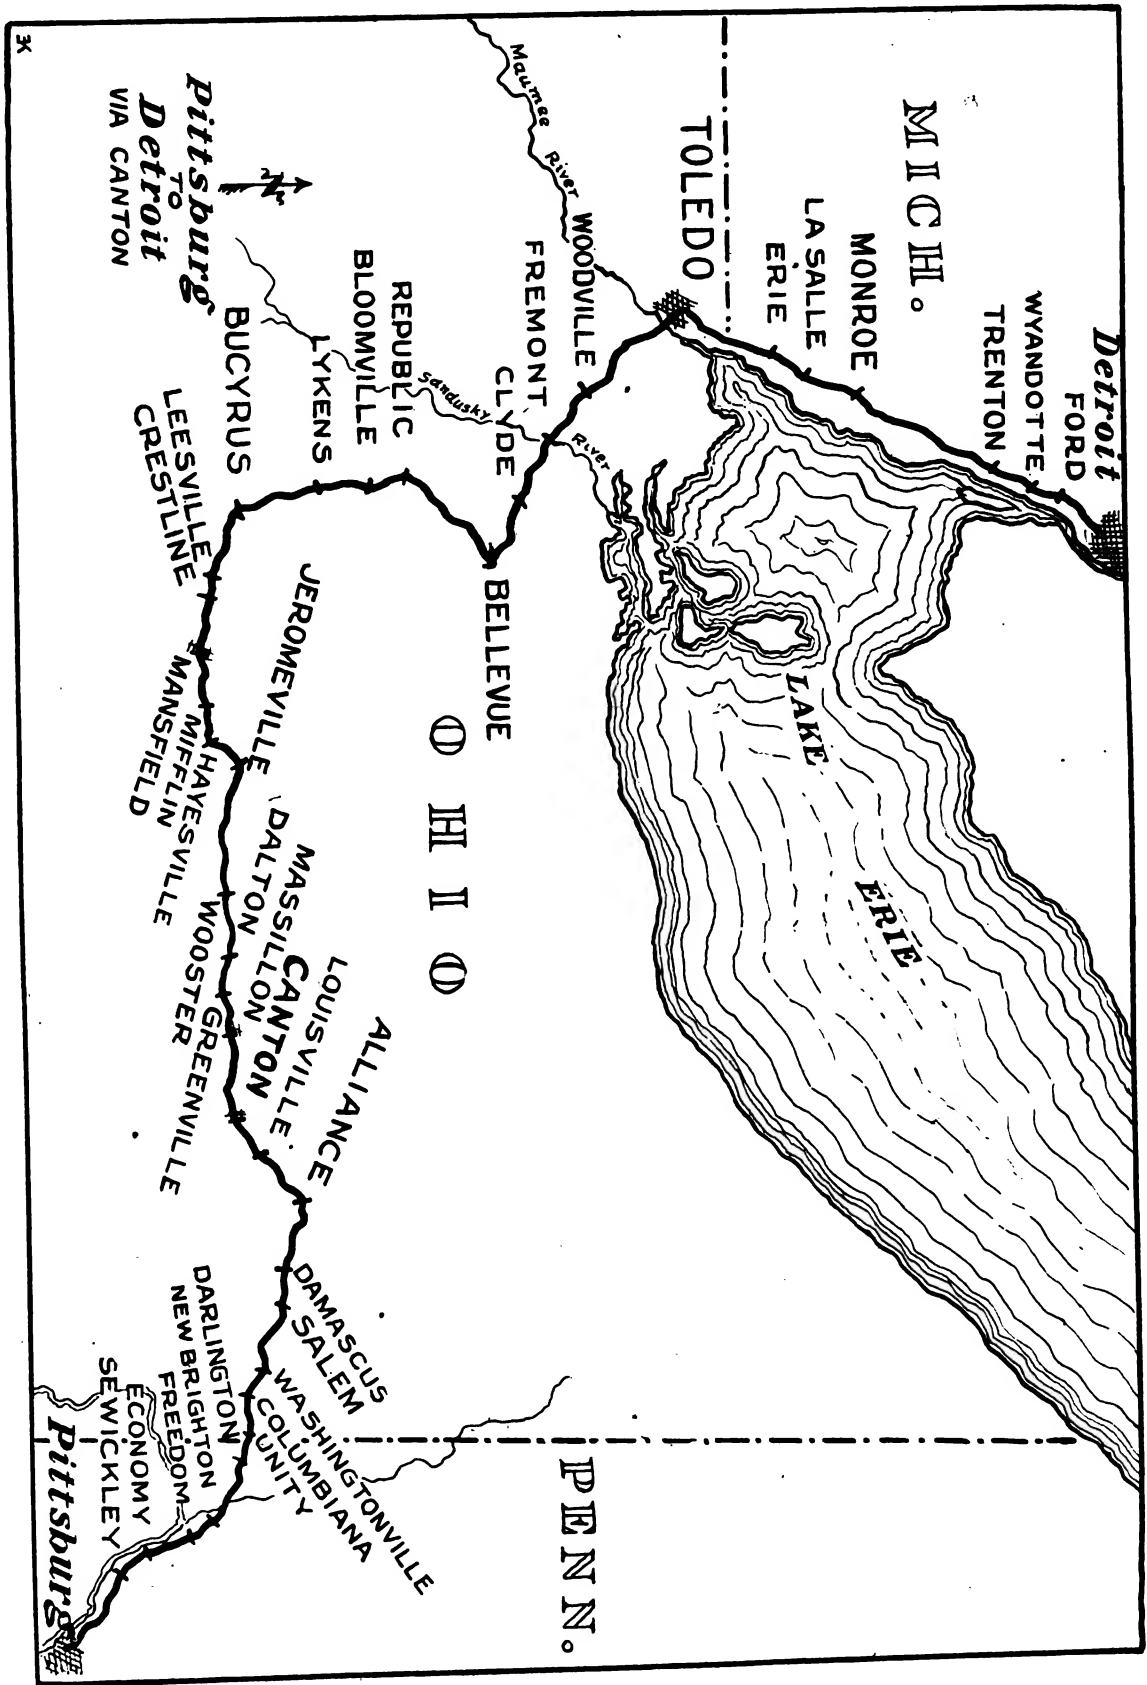 Pittsburg
TO
Detroit
VIA CANTON
MICH.
Detroit
FORD
WYANDOTTE
TRENTON
MONROE
LA SALLE
ERIE
TOLEDO
Maumee River
WOODVILLE
FREMONT
CLYDE
Sandusky River
BELLEVUE
REPUBLIC
BLOOMVILLE
LYKENS
BUCYRUS
LEESVILLE
CRESTLINE
MANSFIELD
MIFFLIN
HAYESVILLE
JEROMEVILLE
WOOSTER
DALTON
GREENVILLE
MASSILLON
CANTON
LOUISVILLE
ALLIANCE
DAMASCUS
SALEM
WASHINGTONVILLE
COLUMBIANA
UNITY
DARLINGTON
NEW BRIGHTON
FREEDOM
ECONOMY
SEWICKLEY
Pittsburg
OHIO
PENN.
LAKE ERIE